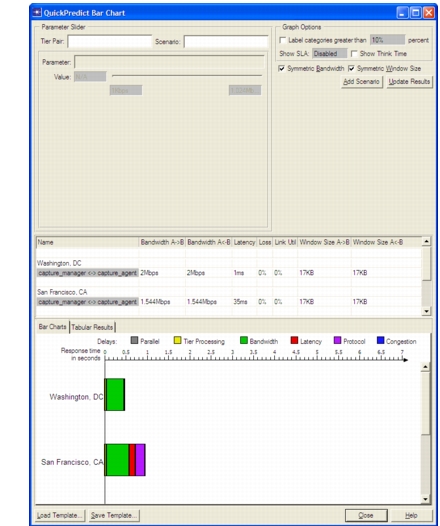 QuickPredict Bar Chart
Parameter Slider
Tier Pair:
Scenario:
Parameter:
Value: N/A
Graph Options
Label categories greater than 10% percent
Show SLA: Disabled Show Think Time
Symmetric Bandwidth Symmetric Window Size
Add Scenario Update Results
Name Bandwidth A->B Bandwidth A<-B Latency Loss Link Util Window Size A->B Window Size A<-B
Washington, DC
capture_manager <-> capture_agent 2Mbps 2Mbps 1ms 0% 0% 17KB 17KB
San Francisco, CA
capture_manager <-> capture_agent 1.544Mbps 1.544Mbps 35ms 0% 0% 17KB 17KB
Bar Charts Tabular Results
Delays: Parallel Tier Processing Bandwidth Latency Protocol Congestion
Response time in seconds
0 0.5 1 1.5 2 2.5 3 3.5 4 4.5 5 5.5 6 6.5 7
Washington, DC
San Francisco, CA
Load Template... Save Template... Close Help